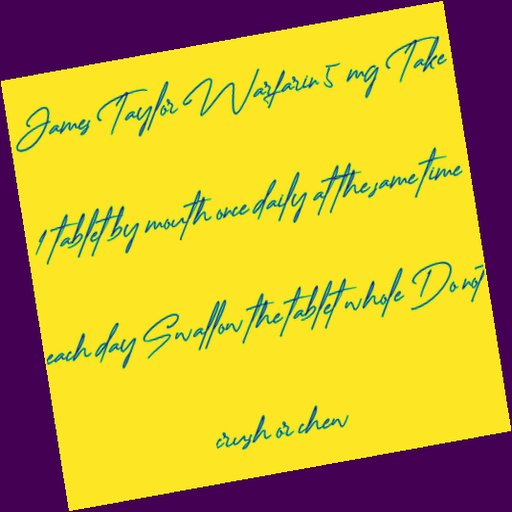 James Taylor Warfarin 5 mg Take
1 tablet by mouth once daily at the same time
each day Swallow the tablet whole Do not
crush or chew